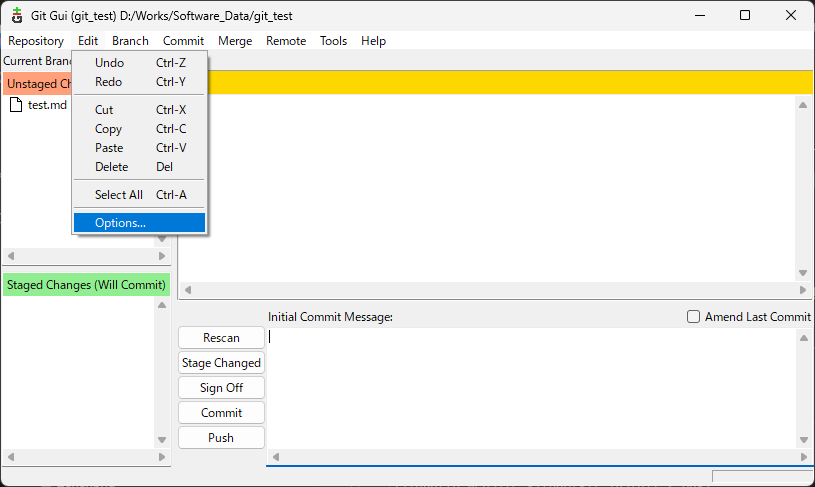 Git Gui (git_test) D:/Works/Software_Data/git_test
Repository Edit Branch Commit Merge Remote Tools Help
Current Branc
Unstaged Ch
test.md
Undo Ctrl-Z
Redo Ctrl-Y
Cut Ctrl-X
Copy Ctrl-C
Paste Ctrl-V
Delete Del
Select All Ctrl-A
Options...
Staged Changes (Will Commit)
Initial Commit Message:
Amend Last Commit
Rescan
Stage Changed
Sign Off
Commit
Push